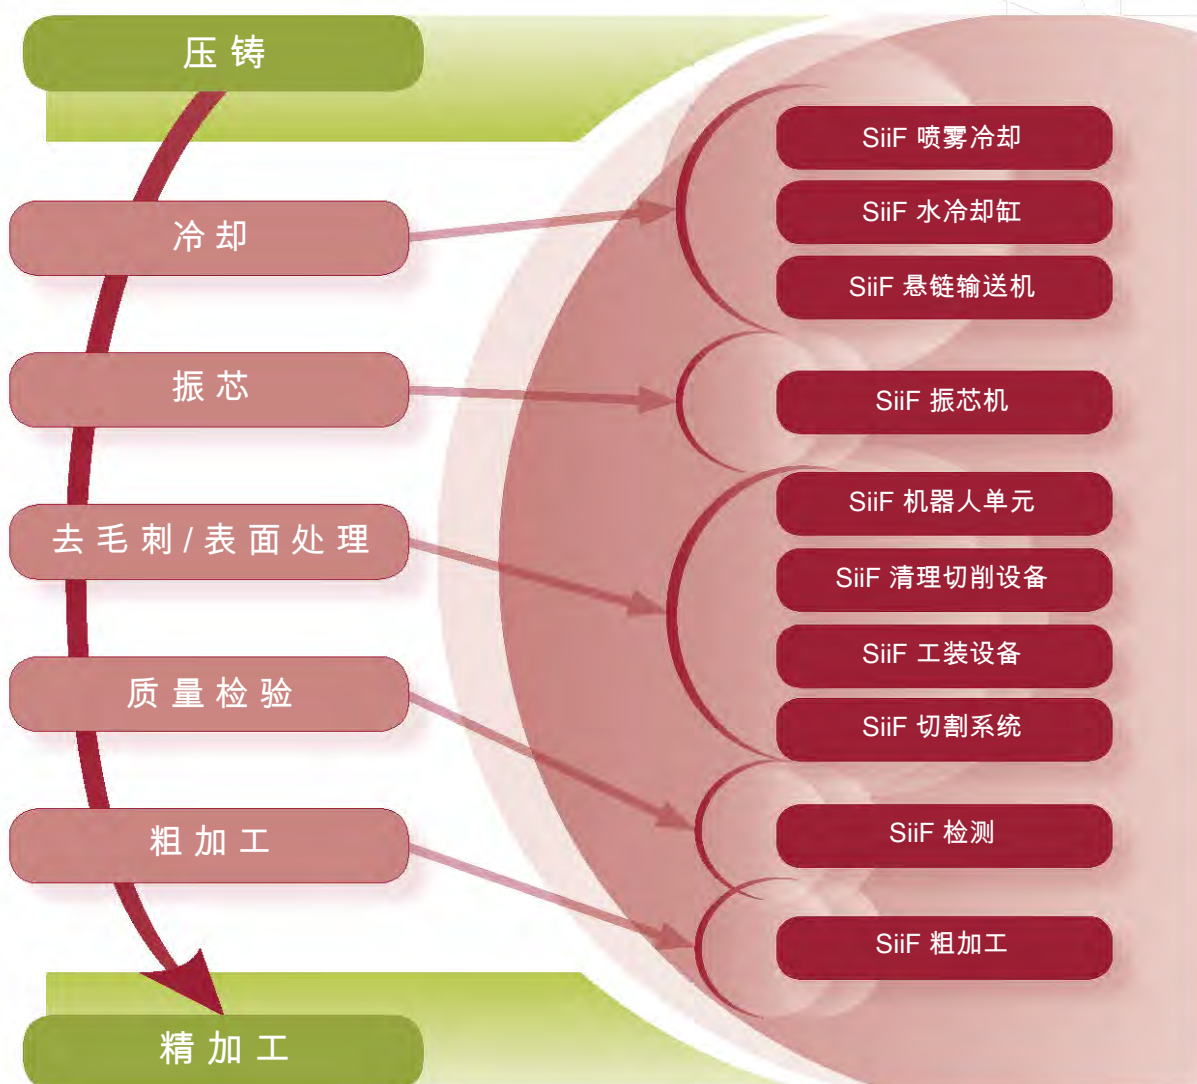 压铸
冷却
振芯
去毛刺/表面处理
质量检验
粗加工
精加工
SiiF 喷雾冷却
SiiF 水冷却缸
SiiF 悬链输送机
SiiF 振芯机
SiiF 机器人单元
SiiF 清理切削设备
SiiF 工装设备
SiiF 切割系统
SiiF 检测
SiiF 粗加工